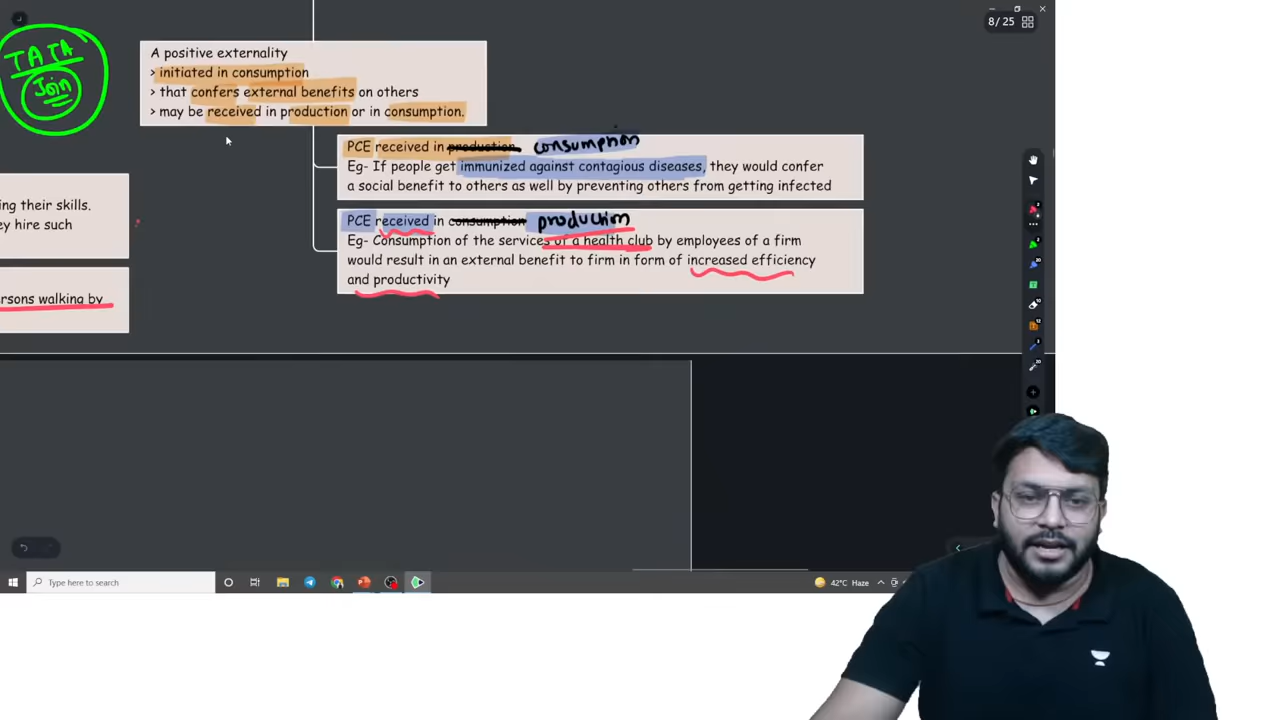 8/25
TATA
Join
A positive externality
> initiated in consumption
> that confers external benefits on others
> may be received in production or in consumption.
PCE received in production consumption
Eg- If people get immunized against contagious diseases, they would confer
a social benefit to others as well by preventing others from getting infected
ing their skills.
ey hire such
PCE received in consumption production
Eg- Consumption of the services of a health club by employees of a firm
would result in an external benefit to firm in form of increased efficiency
and productivity
ersons walking by
Type here to search
42°C Haze